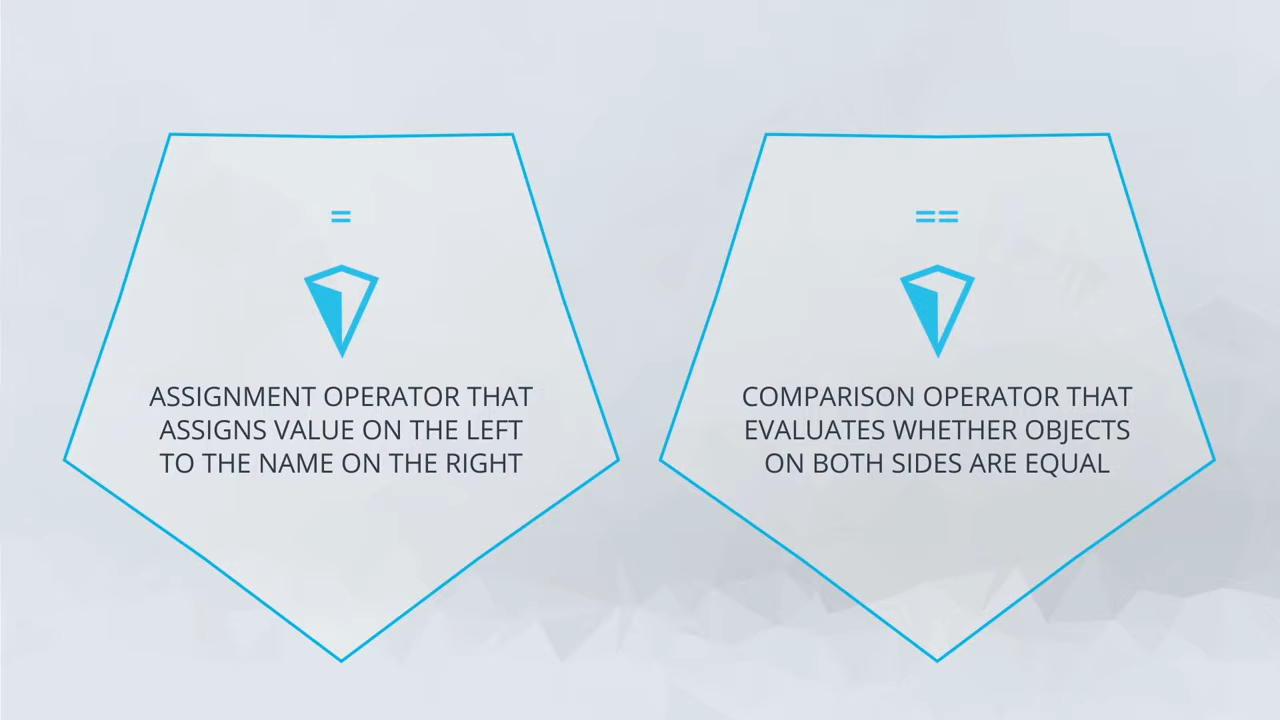 =
ASSIGNMENT OPERATOR THAT
ASSIGNS VALUE ON THE LEFT
TO THE NAME ON THE RIGHT
==
COMPARISON OPERATOR THAT
EVALUATES WHETHER OBJECTS
ON BOTH SIDES ARE EQUAL